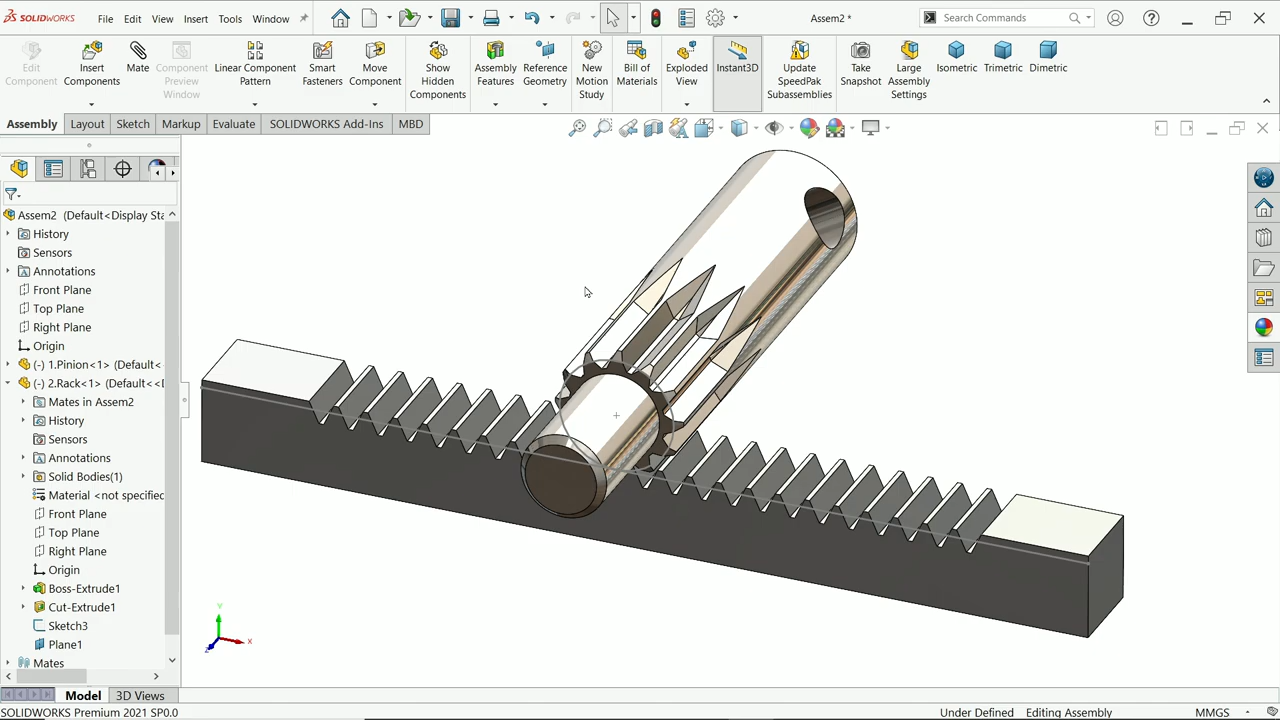 SOLIDWORKS File Edit View Insert Tools Window Assem2 * Search Commands
Edit Component
Insert Components
Mate
Component Preview Window
Linear Component Pattern
Smart Fasteners
Move Component
Show Hidden Components
Assembly Features
Reference Geometry
New Motion Study
Bill of Materials
Exploded View
Instant3D
Update SpeedPak Subassemblies
Take Snapshot
Large Assembly Settings
Isometric
Trimetric
Dimetric
Assembly Layout Sketch Markup Evaluate SOLIDWORKS Add-Ins MBD
Assem2 (Default<Display Sta
History
Sensors
Annotations
Front Plane
Top Plane
Right Plane
Origin
(-) 1.Pinion<1> (Default<
(-) 2.Rack<1> (Default<<D
Mates in Assem2
History
Sensors
Annotations
Solid Bodies(1)
Material <not specified
Front Plane
Top Plane
Right Plane
Origin
Boss-Extrude1
Cut-Extrude1
Sketch3
Plane1
Mates
Y
X
Z
Model 3D Views
SOLIDWORKS Premium 2021 SP0.0 Under Defined Editing Assembly MMGS